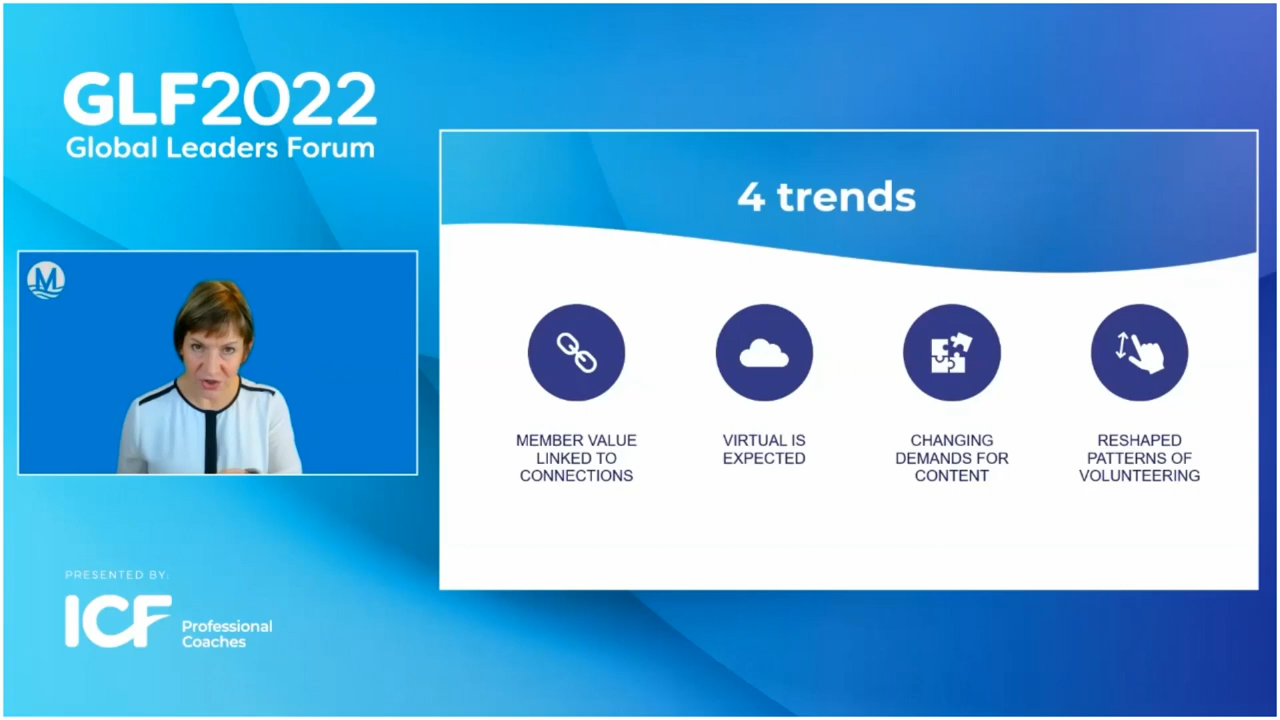 GLF2022
Global Leaders Forum
M
PRESENTED BY:
ICF
Professional
Coaches
4 trends
MEMBER VALUE
LINKED TO
CONNECTIONS
VIRTUAL IS
EXPECTED
CHANGING
DEMANDS FOR
CONTENT
RESHAPED
PATTERNS OF
VOLUNTEERING